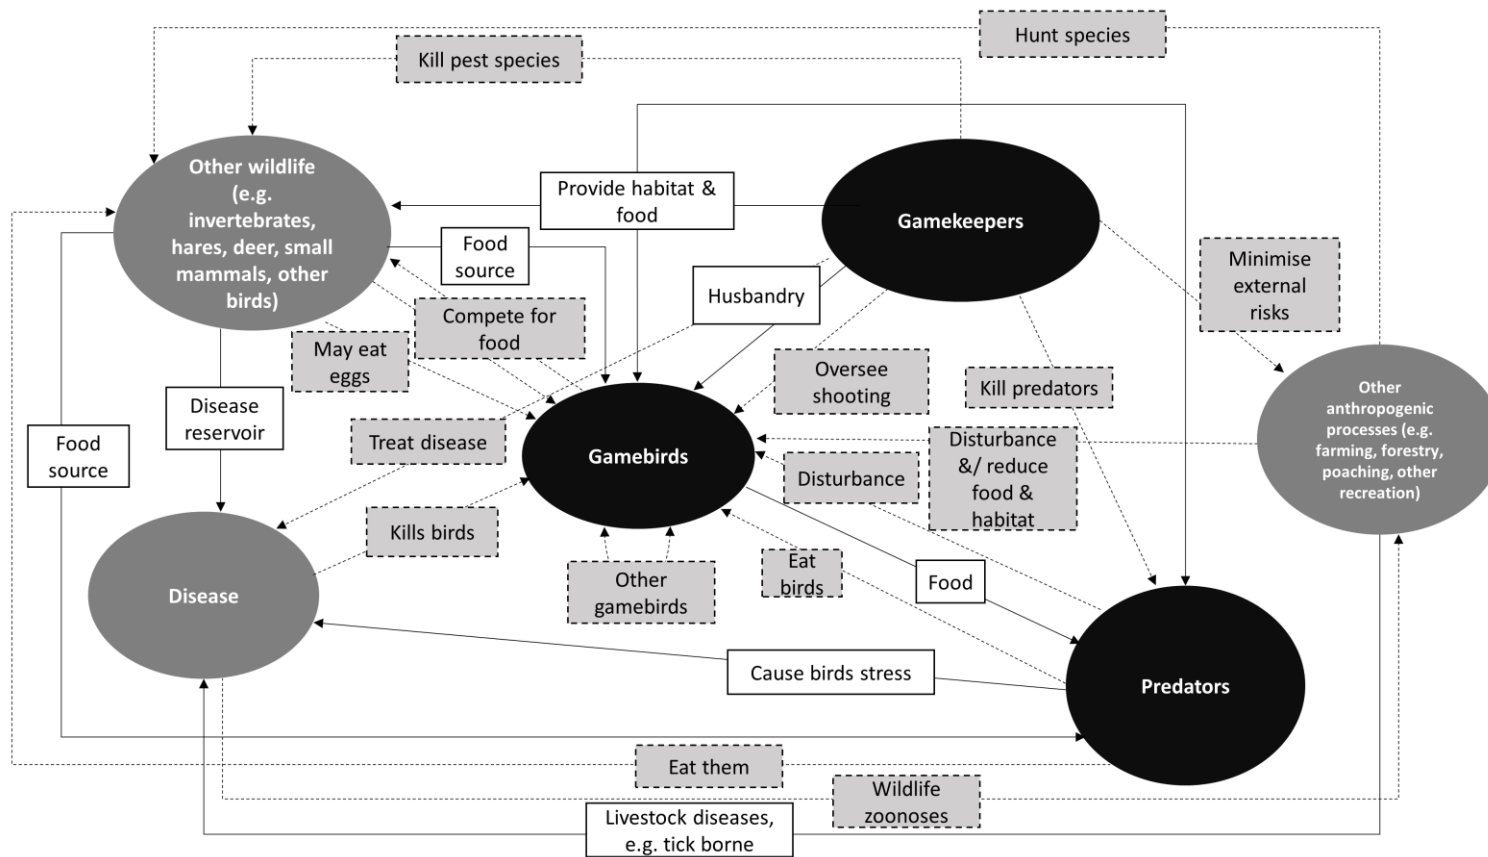 Hunt species
Kill pest species
Other wildlife
(e.g.
invertebrates,
hares, deer, small
mammals, other
birds)
Provide habitat &
food
Gamekeepers
Food
source
Minimise
external
risks
Husbandry
Compete for
food
May eat
eggs
Oversee
shooting
Kill predators
Other
anthropogenic
processes (e.g.
farming, forestry,
poaching, other
recreation)
Disease
reservoir
Food
source
Treat disease
Gamebirds
Disturbance
Disturbance
&/ reduce
food &
habitat
Kills birds
Other
gamebirds
Eat
birds
Food
Disease
Cause birds stress
Predators
Eat them
Wildlife
zoonoses
Livestock diseases,
e.g. tick borne